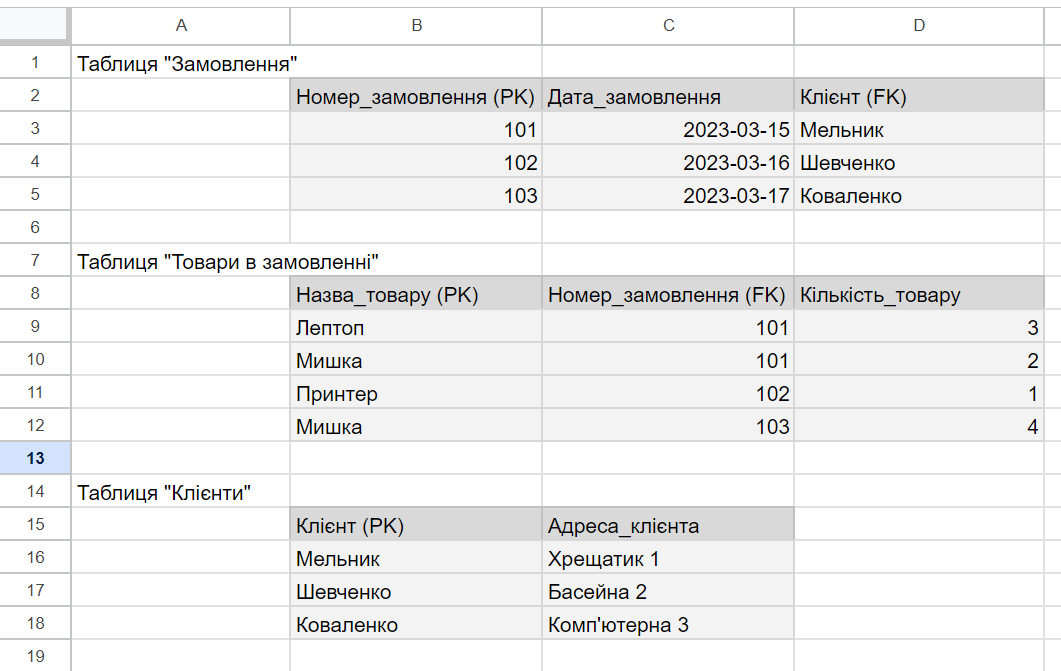 A B C D
1 Таблиця "Замовлення"
2 Номер_замовлення (PK) Дата_замовлення Клієнт (FK)
3 101 2023-03-15 Мельник
4 102 2023-03-16 Шевченко
5 103 2023-03-17 Коваленко
6
7 Таблиця "Товари в замовленні"
8 Назва_товару (PK) Номер_замовлення (FK) Кількість_товару
9 Лептоп 101 3
10 Мишка 101 2
11 Принтер 102 1
12 Мишка 103 4
13
14 Таблиця "Клієнти"
15 Клієнт (PK) Адреса_клієнта
16 Мельник Хрещатик 1
17 Шевченко Басейна 2
18 Коваленко Комп'ютерна 3
19